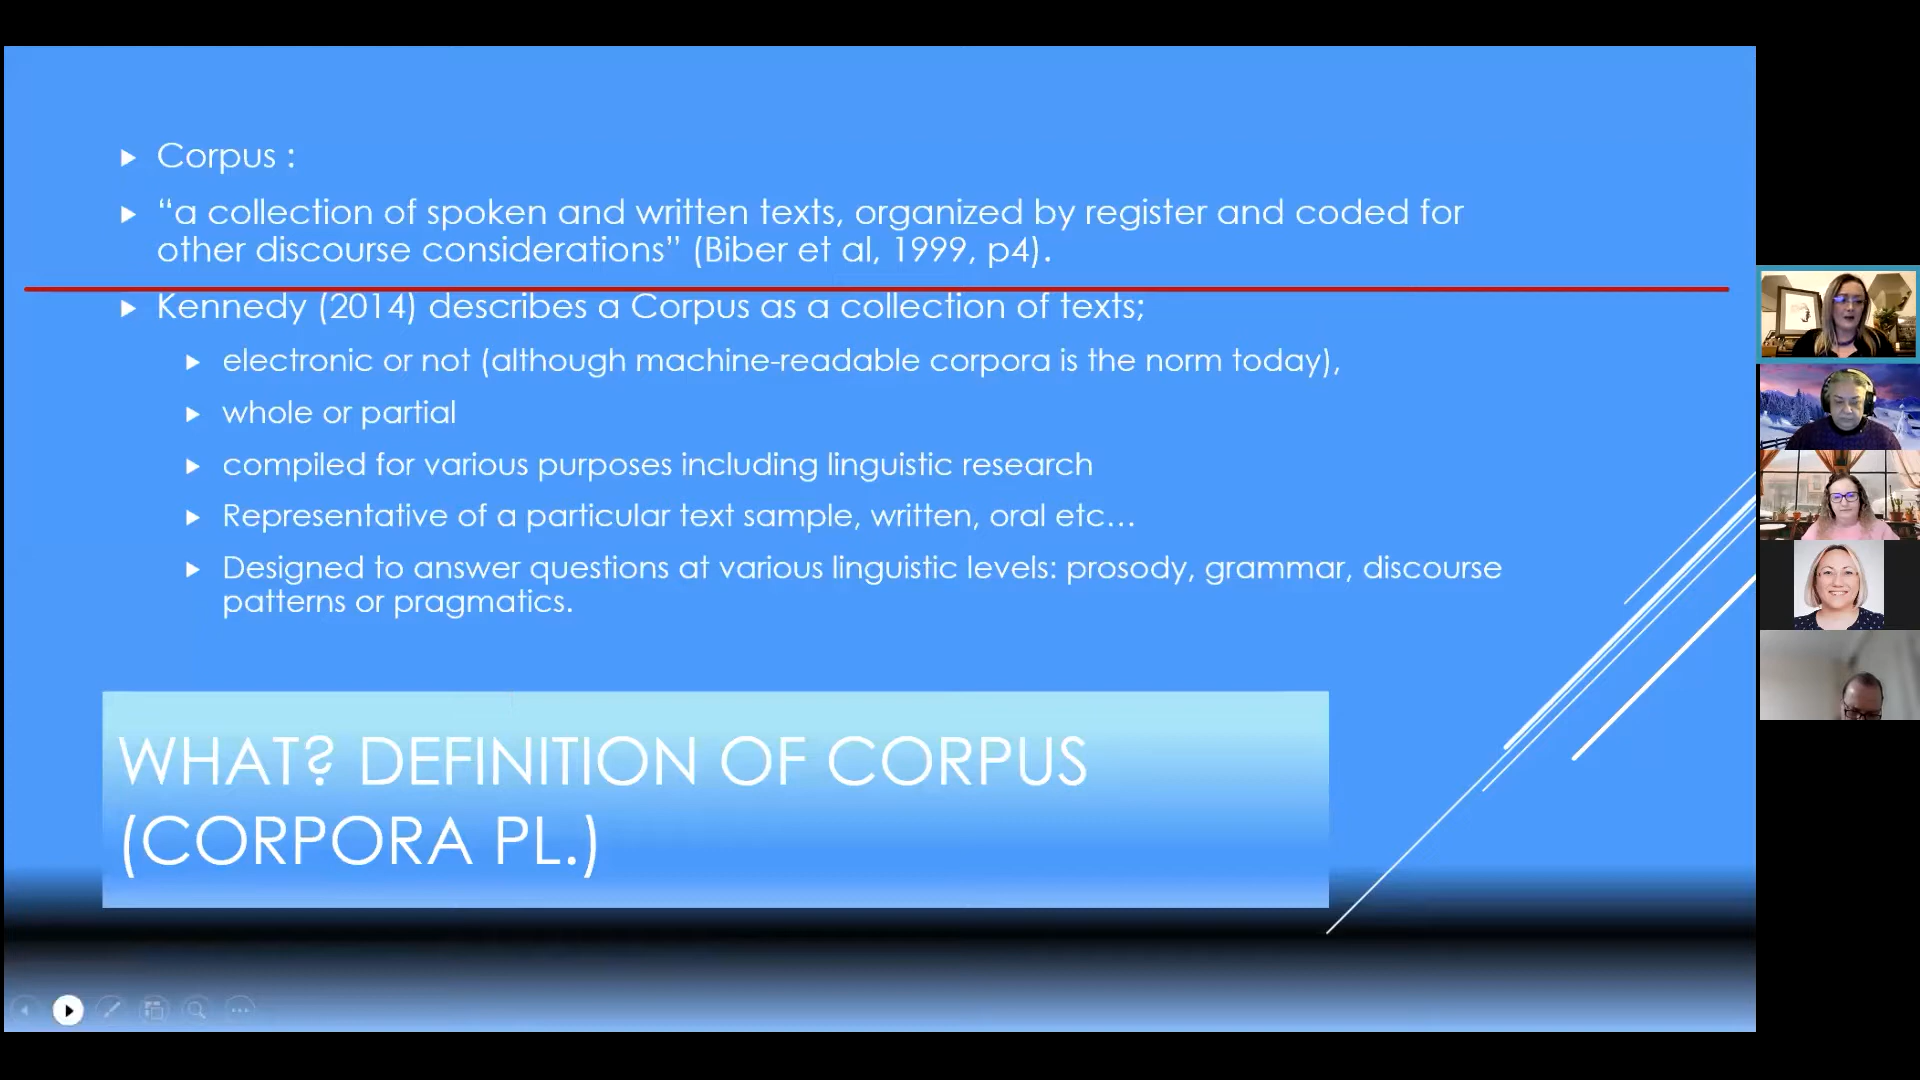 Corpus :
“a collection of spoken and written texts, organized by register and coded for
other discourse considerations” (Biber et al, 1999, p4).
Kennedy (2014) describes a Corpus as a collection of texts;
electronic or not (although machine-readable corpora is the norm today),
whole or partial
compiled for various purposes including linguistic research
Representative of a particular text sample, written, oral etc…
Designed to answer questions at various linguistic levels: prosody, grammar, discourse
patterns or pragmatics.
WHAT? DEFINITION OF CORPUS
(CORPORA PL.)